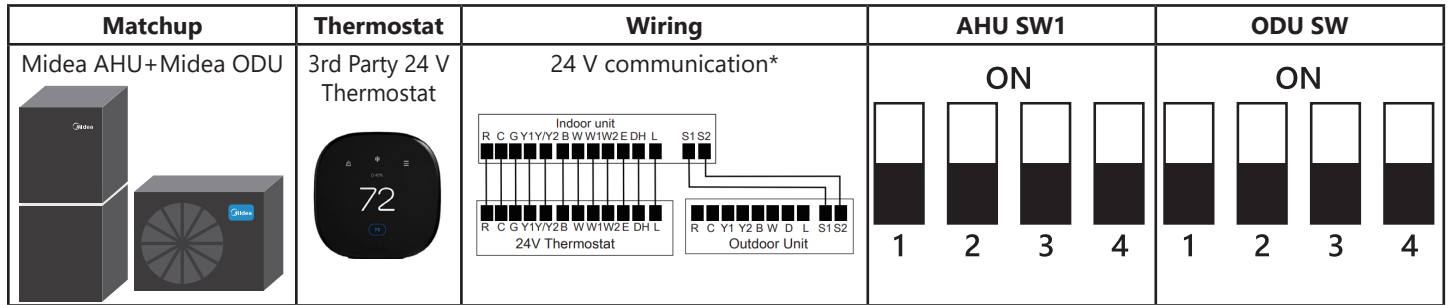 Matchup
Thermostat
Wiring
AHU SW1
ODU SW
Midea AHU+Midea ODU
Midea
Midea
3rd Party 24 V
Thermostat
72
24 V communication*
Indoor unit
R C G Y1 Y/Y2 B W W1 W2 E DH L S1 S2
R C G Y1 Y/Y2 B W W1 W2 E DH L
24V Thermostat
R C Y1 Y2 B W D L S1 S2
Outdoor Unit
ON
1 2 3 4
ON
1 2 3 4